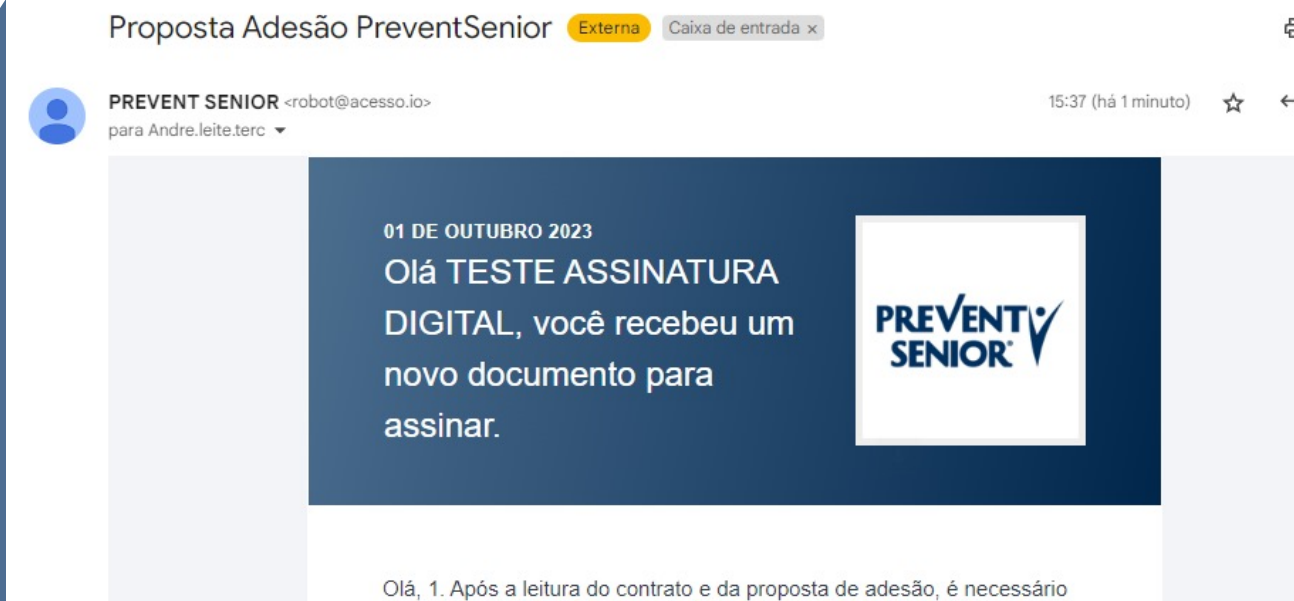 Proposta Adesão PreventSenior Externa Caixa de entrada ×
PREVENT SENIOR <robot@acesso.io> 15:37 (há 1 minuto)
para Andre.leite.terc
01 DE OUTUBRO 2023
Olá TESTE ASSINATURA
DIGITAL, você recebeu um
novo documento para
assinar.
PREVENT
SENIOR®
Olá, 1. Após a leitura do contrato e da proposta de adesão, é necessário